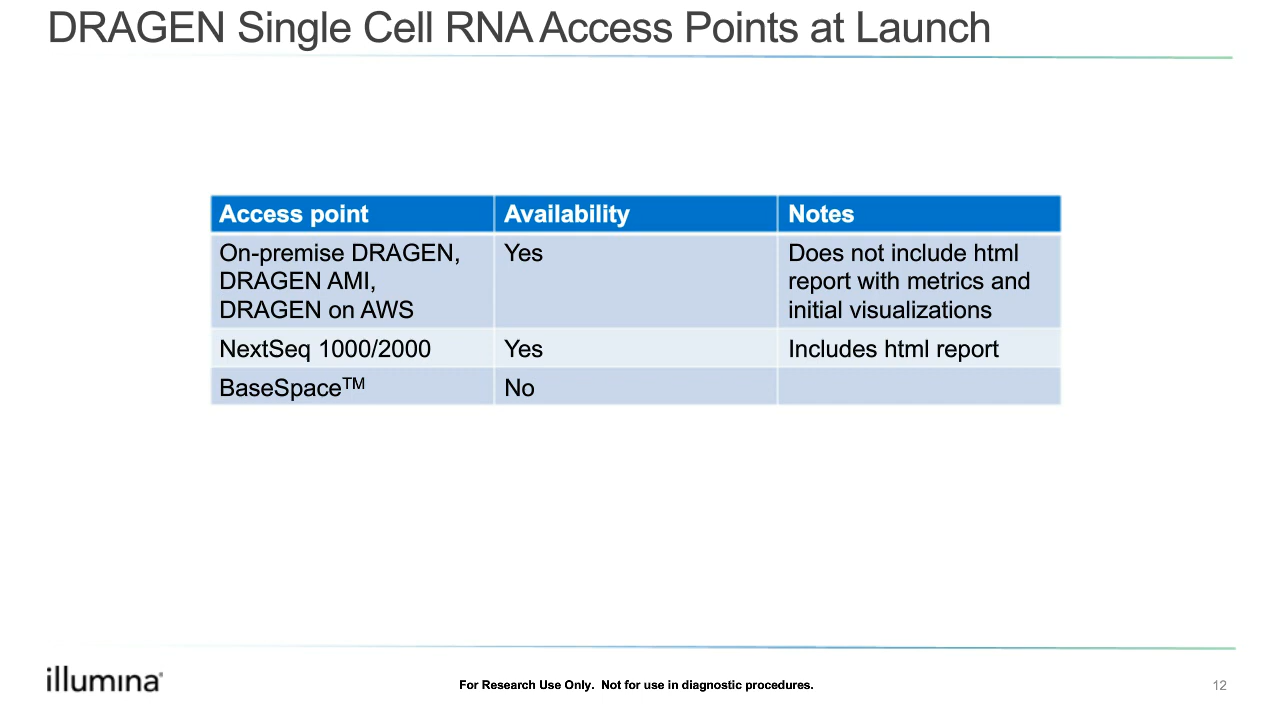 DRAGEN Single Cell RNA Access Points at Launch
Access point
Availability
Notes
On-premise DRAGEN,
DRAGEN AMI,
DRAGEN on AWS
Yes
Does not include html
report with metrics and
initial visualizations
NextSeq 1000/2000
Yes
Includes html report
BaseSpace™
No
illumina®
For Research Use Only. Not for use in diagnostic procedures.
12